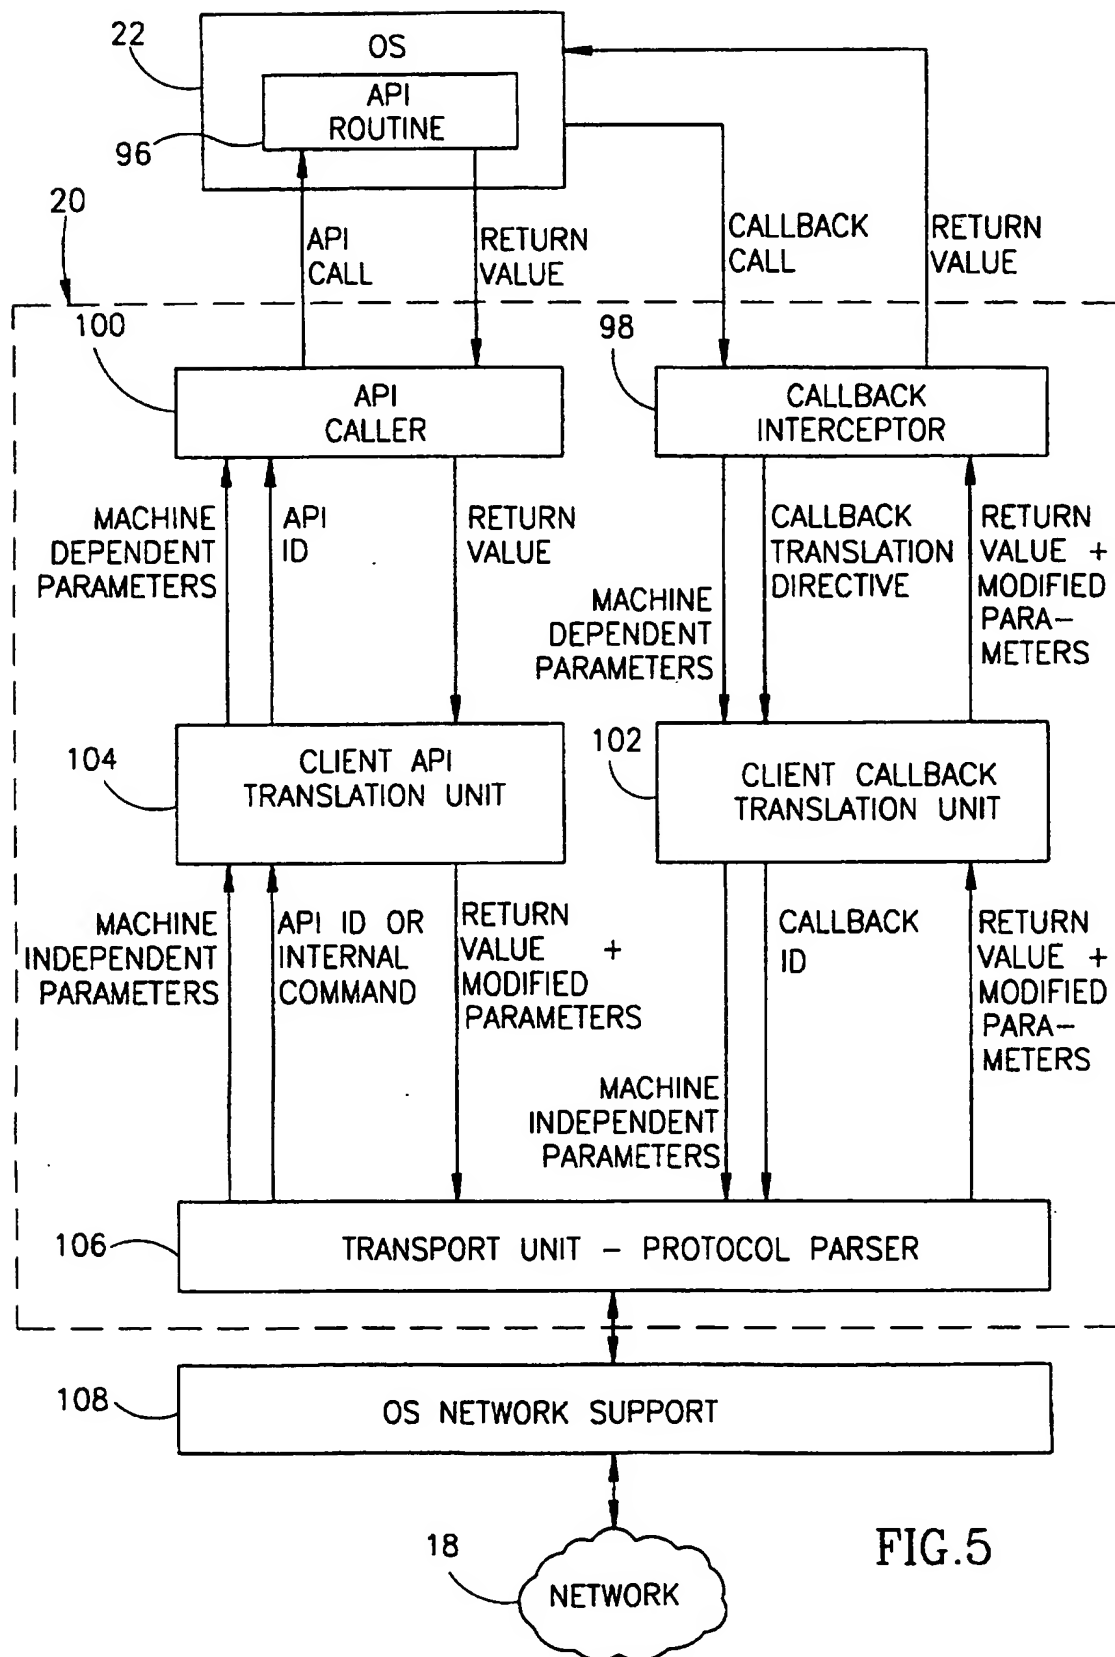 22
OS
API
ROUTINE
96
20
API
CALL
RETURN
VALUE
CALLBACK
CALL
RETURN
VALUE
100
98
API
CALLER
CALLBACK
INTERCEPTOR
MACHINE
DEPENDENT
PARAMETERS
API
ID
RETURN
VALUE
MACHINE
DEPENDENT
PARAMETERS
CALLBACK
TRANSLATION
DIRECTIVE
RETURN
VALUE +
MODIFIED
PARA-
METERS
104
CLIENT API
TRANSLATION UNIT
102
CLIENT CALLBACK
TRANSLATION UNIT
MACHINE
INDEPENDENT
PARAMETERS
API ID OR
INTERNAL
COMMAND
RETURN
VALUE +
MODIFIED
PARAMETERS
MACHINE
INDEPENDENT
PARAMETERS
CALLBACK
ID
RETURN
VALUE +
MODIFIED
PARA-
METERS
106
TRANSPORT UNIT – PROTOCOL PARSER
108
OS NETWORK SUPPORT
18
NETWORK
FIG.5